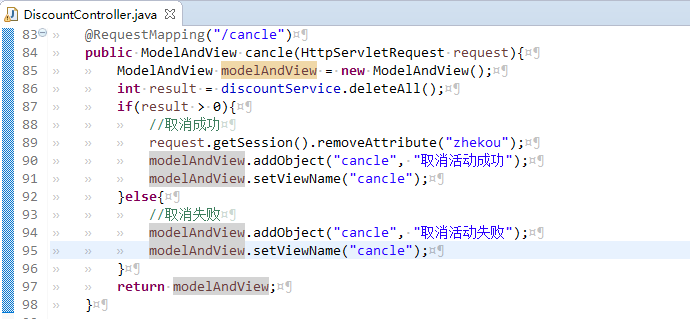 DiscountController.java
83 @RequestMapping("/cancle")
84 public ModelAndView cancle(HttpServletRequest request){
85 ModelAndView modelAndView = new ModelAndView();
86 int result = discountService.deleteAll();
87 if(result > 0){
88 //取消成功
89 request.getSession().removeAttribute("zhekou");
90 modelAndView.addObject("cancle", "取消活动成功");
91 modelAndView.setViewName("cancle");
92 }else{
93 //取消失败
94 modelAndView.addObject("cancle", "取消活动失败");
95 modelAndView.setViewName("cancle");
96 }
97 return modelAndView;
98 }